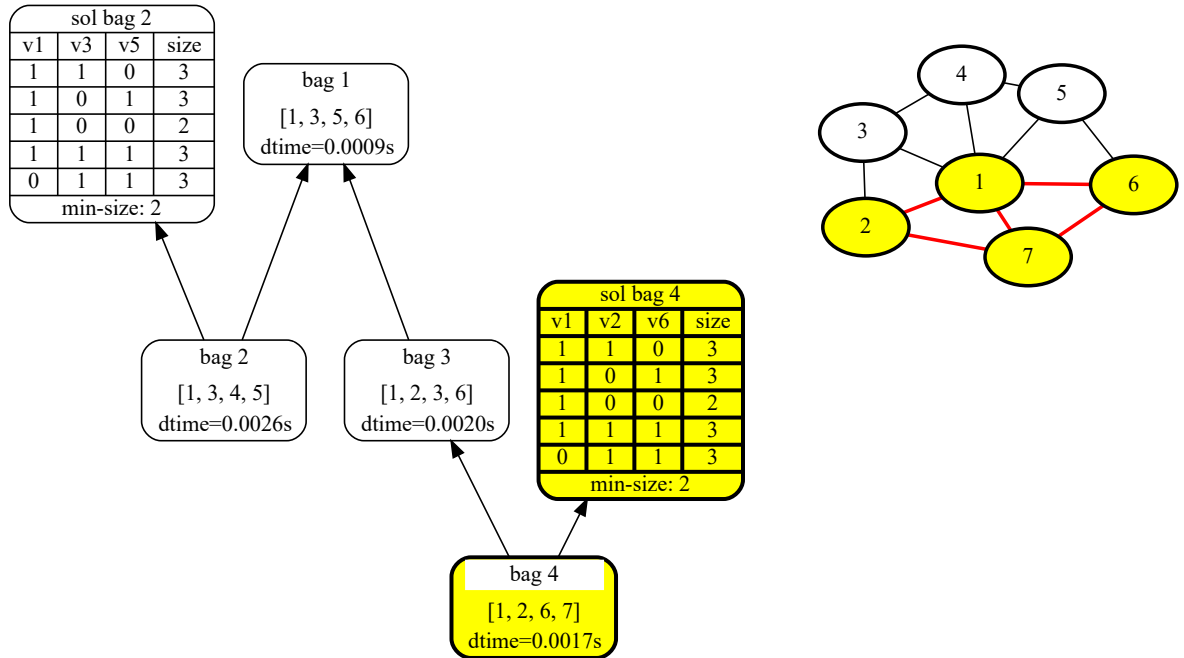 sol bag 2
v1 v3 v5 size
1 1 0 3
1 0 1 3
1 0 0 2
1 1 1 3
0 1 1 3
min-size: 2
bag 1
[1, 3, 5, 6]
dtime=0.0009s
bag 2
[1, 3, 4, 5]
dtime=0.0026s
bag 3
[1, 2, 3, 6]
dtime=0.0020s
sol bag 4
v1 v2 v6 size
1 1 0 3
1 0 1 3
1 0 0 2
1 1 1 3
0 1 1 3
min-size: 2
bag 4
[1, 2, 6, 7]
dtime=0.0017s
4
5
3
1
6
2
7